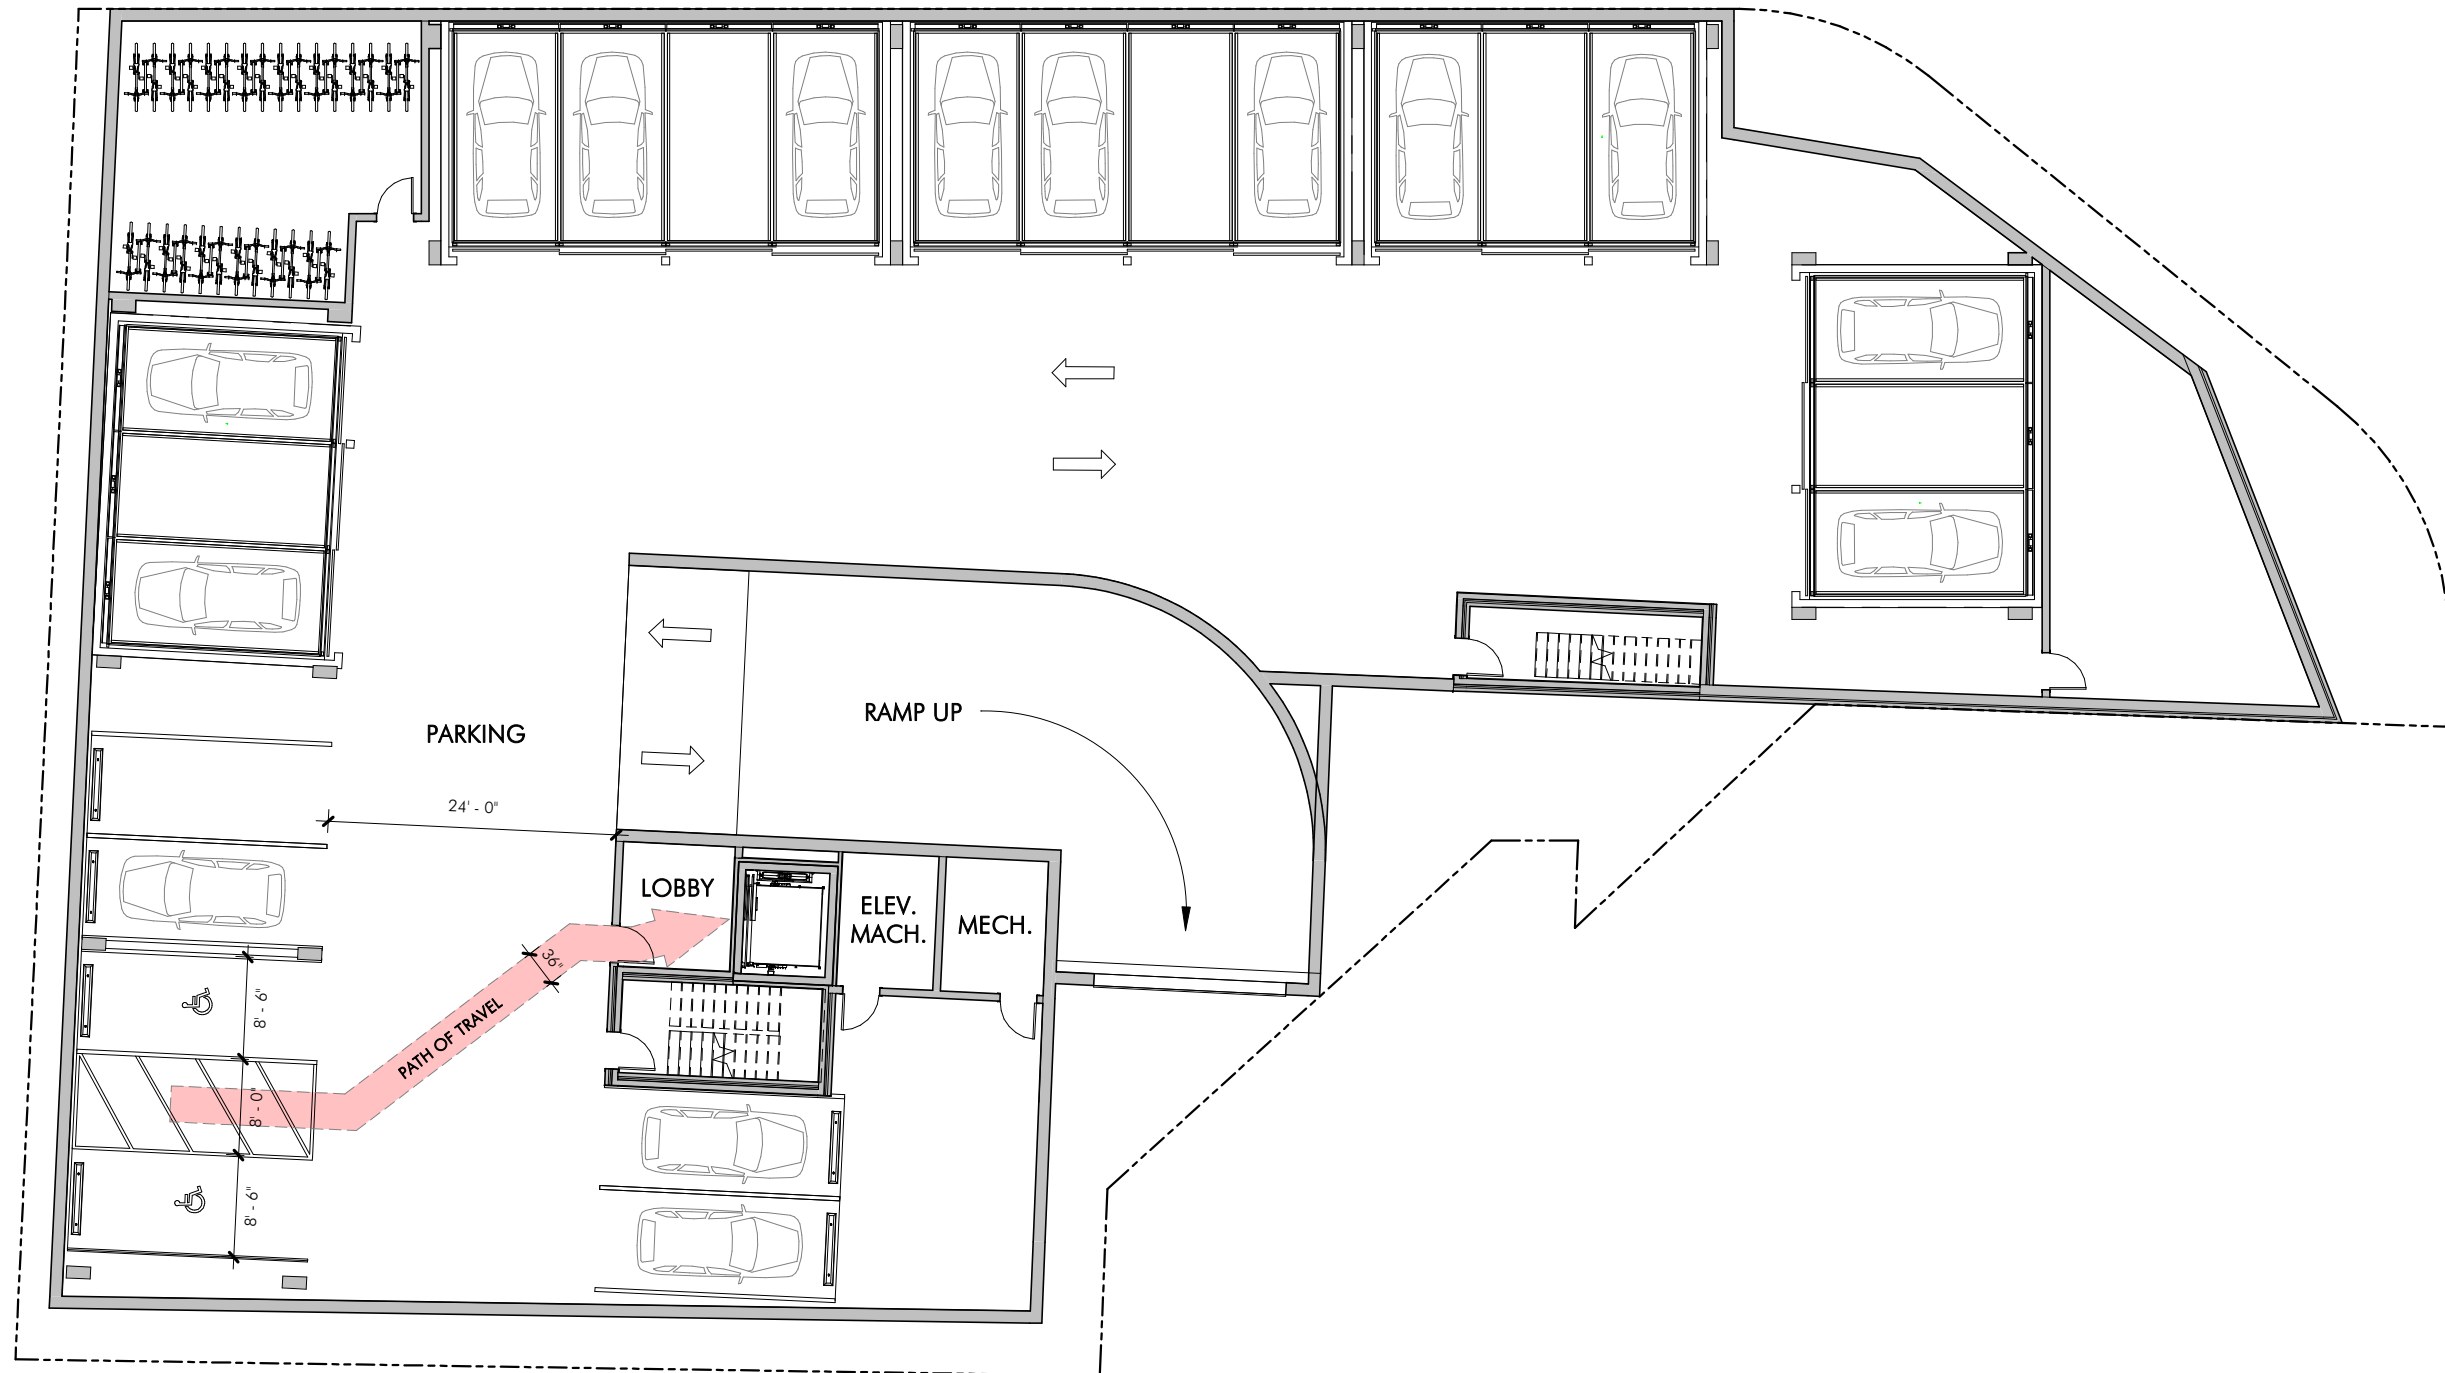 PARKING
RAMP UP
24' - 0"
LOBBY
ELEV.
MACH.
MECH.
36"
PATH OF TRAVEL
8' - 6"
8' - 0"
8' - 6"